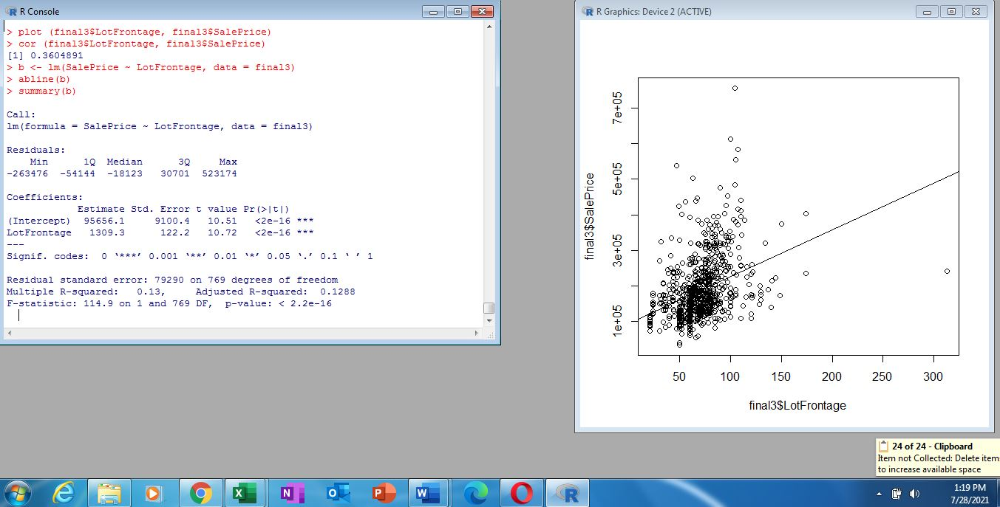 R Console
> plot (final3$LotFrontage, final3$SalePrice)
> cor (final3$LotFrontage, final3$SalePrice)
[1] 0.3604891
> b <- lm(SalePrice ~ LotFrontage, data = final3)
> abline(b)
> summary(b)
Call:
lm(formula = SalePrice ~ LotFrontage, data = final3)
Residuals:
    Min      1Q  Median      3Q     Max
-263476  -54144  -18123   30701  523174
Coefficients:
            Estimate Std. Error t value Pr(>|t|)
(Intercept)  95656.1     9100.4   10.51   <2e-16 ***
LotFrontage   1309.3      122.2   10.72   <2e-16 ***
---
Signif. codes:  0 ‘***’ 0.001 ‘**’ 0.01 ‘*’ 0.05 ‘.’ 0.1 ‘ ’ 1
Residual standard error: 79290 on 769 degrees of freedom
Multiple R-squared:   0.13,     Adjusted R-squared:  0.1288
F-statistic: 114.9 on 1 and 769 DF,  p-value: < 2.2e-16
R Graphics: Device 2 (ACTIVE)
final3$SalePrice
7e+05
5e+05
3e+05
1e+05
50 100 150 200 250 300
final3$LotFrontage
24 of 24 - Clipboard
Item not Collected: Delete item
to increase available space
1:19 PM
7/28/2021